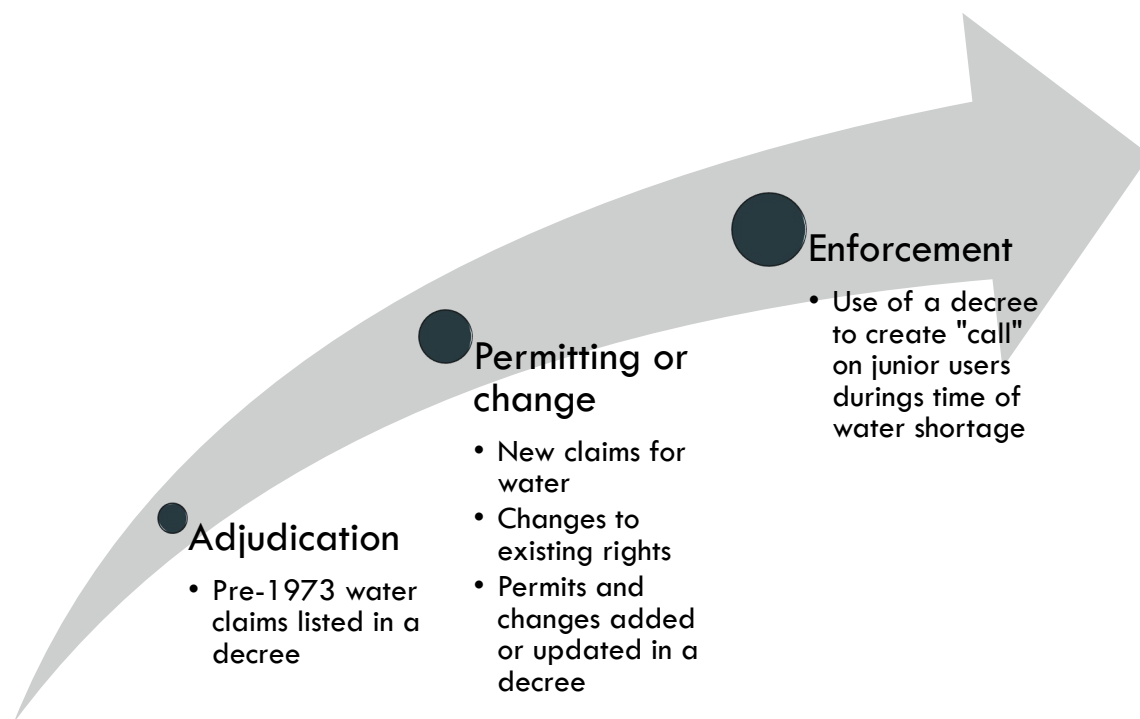 Adjudication
• Pre-1973 water
claims listed in a
decree
Permitting or
change
• New claims for
water
• Changes to
existing rights
• Permits and
changes added
or updated in a
decree
Enforcement
• Use of a decree
to create "call"
on junior users
durings time of
water shortage